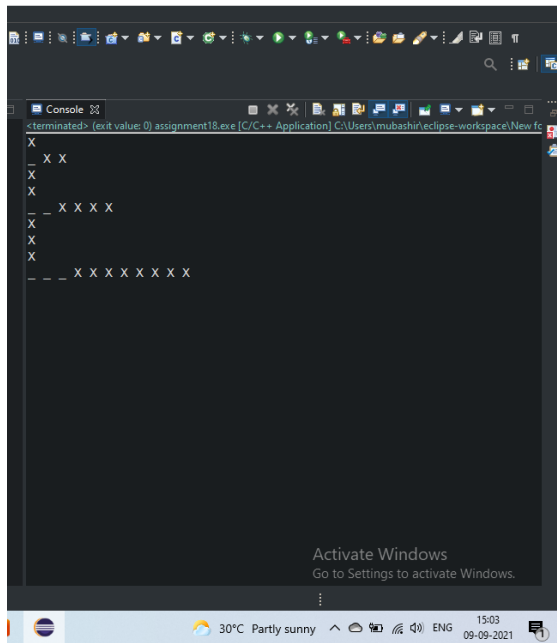 Console
<terminated> (exit value: 0) assignment18.exe [C/C++ Application] C:\Users\mubashir\eclipse-workspace\New fc
X
_ X X
X
X
_ _ X X X X
X
X
X
_ _ _ X X X X X X X X
Activate Windows
Go to Settings to activate Windows.
30°C Partly sunny ENG 15:03
09-09-2021